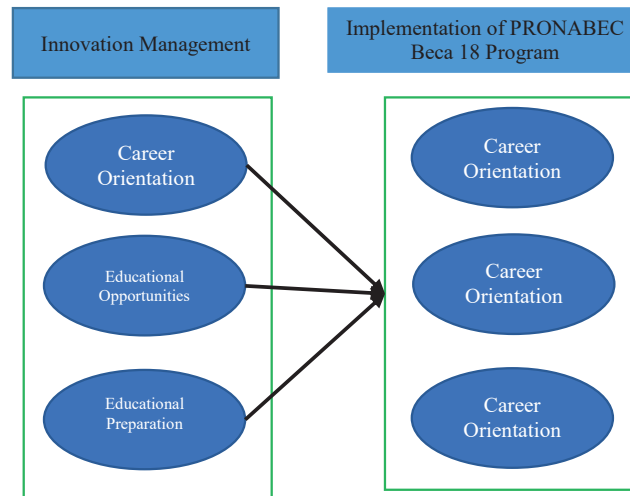 Innovation Management
Implementation of PRONABEC
Beca 18 Program
Career
Orientation
Educational
Opportunities
Educational
Preparation
Career
Orientation
Career
Orientation
Career
Orientation